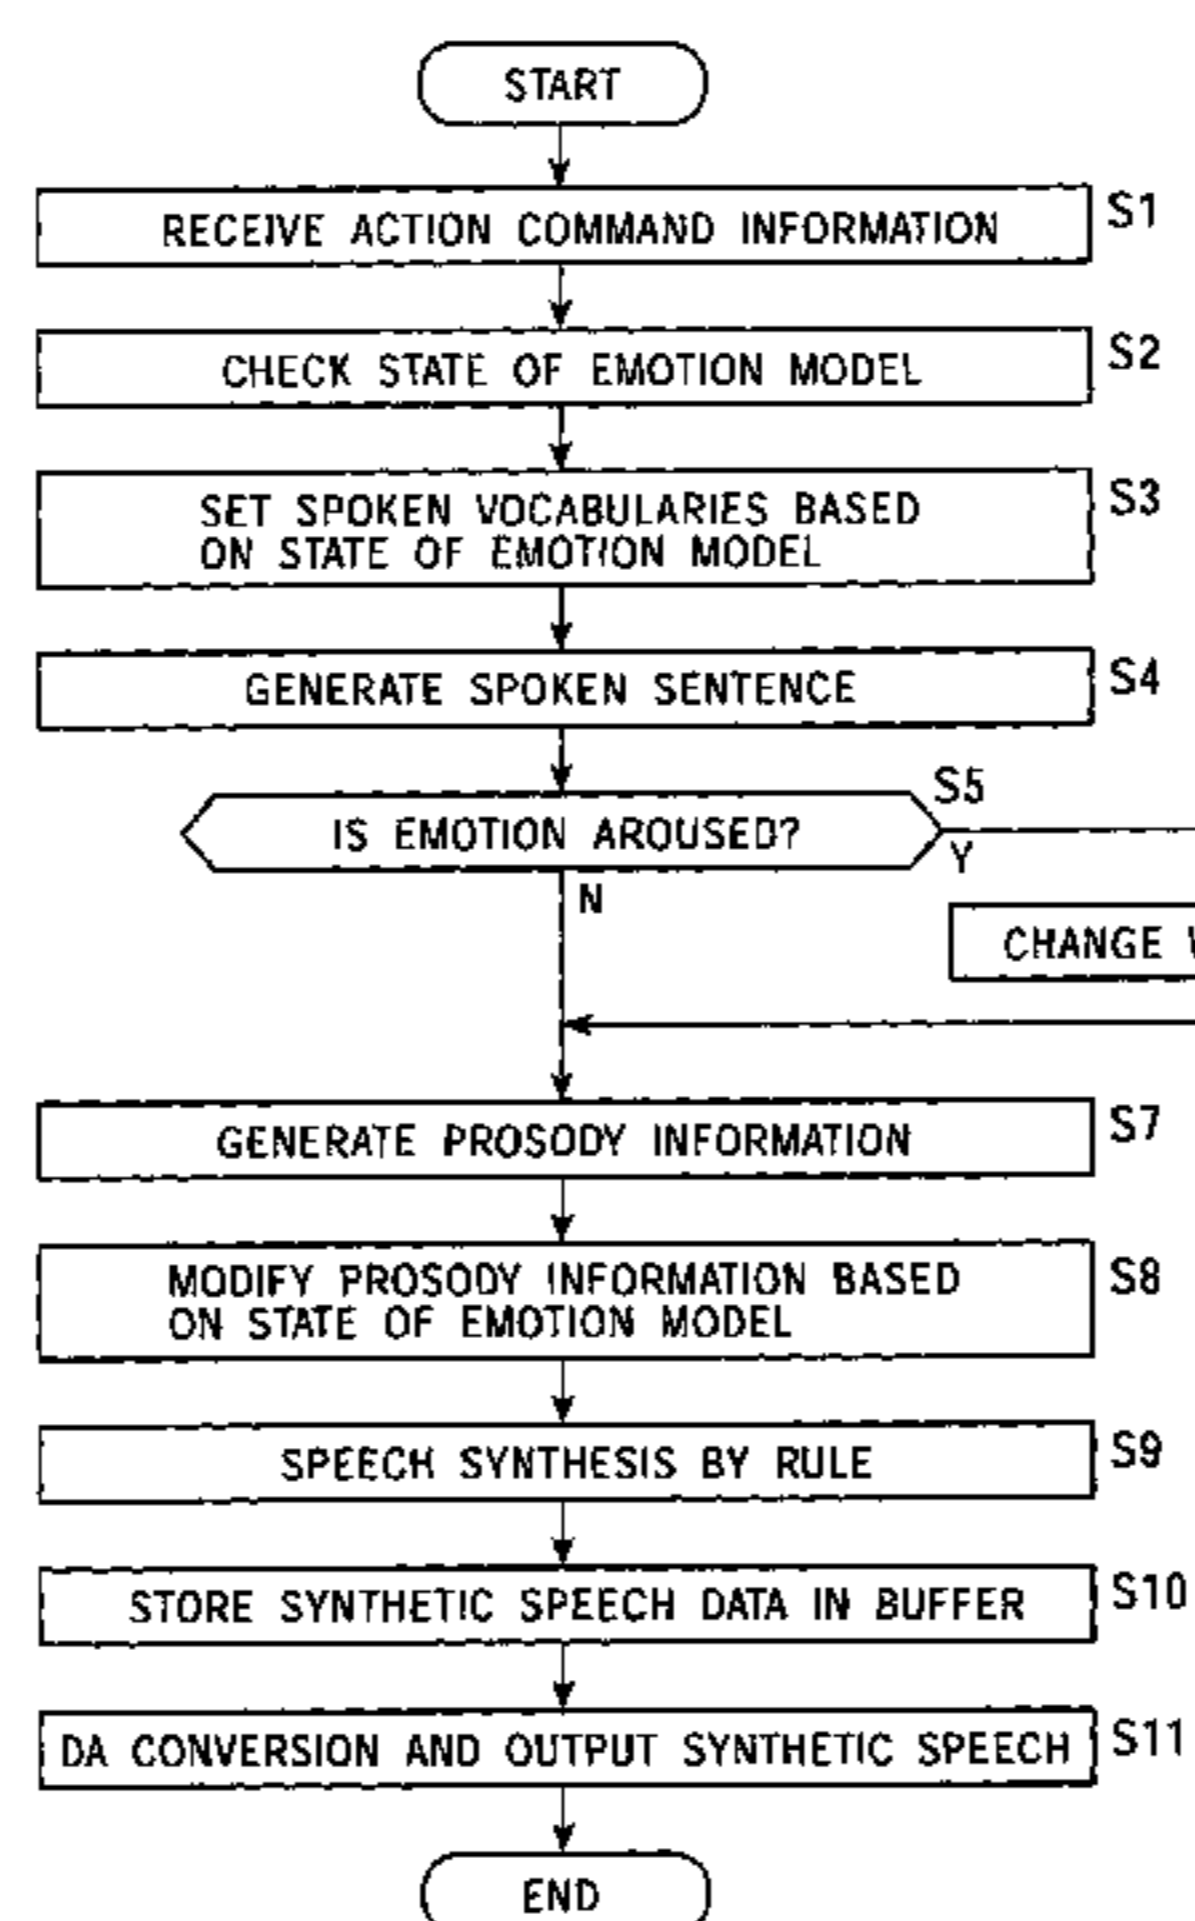 START
RECEIVE ACTION COMMAND INFORMATION
S1
CHECK STATE OF EMOTION MODEL
S2
SET SPOKEN VOCABULARIES BASED
ON STATE OF EMOTION MODEL
S3
GENERATE SPOKEN SENTENCE
S4
IS EMOTION AROUSED?
S5
Y
N
CHANGE
GENERATE PROSODY INFORMATION
S7
MODIFY PROSODY INFORMATION BASED
ON STATE OF EMOTION MODEL
S8
SPEECH SYNTHESIS BY RULE
S9
STORE SYNTHETIC SPEECH DATA IN BUFFER
S10
DA CONVERSION AND OUTPUT SYNTHETIC SPEECH
S11
END